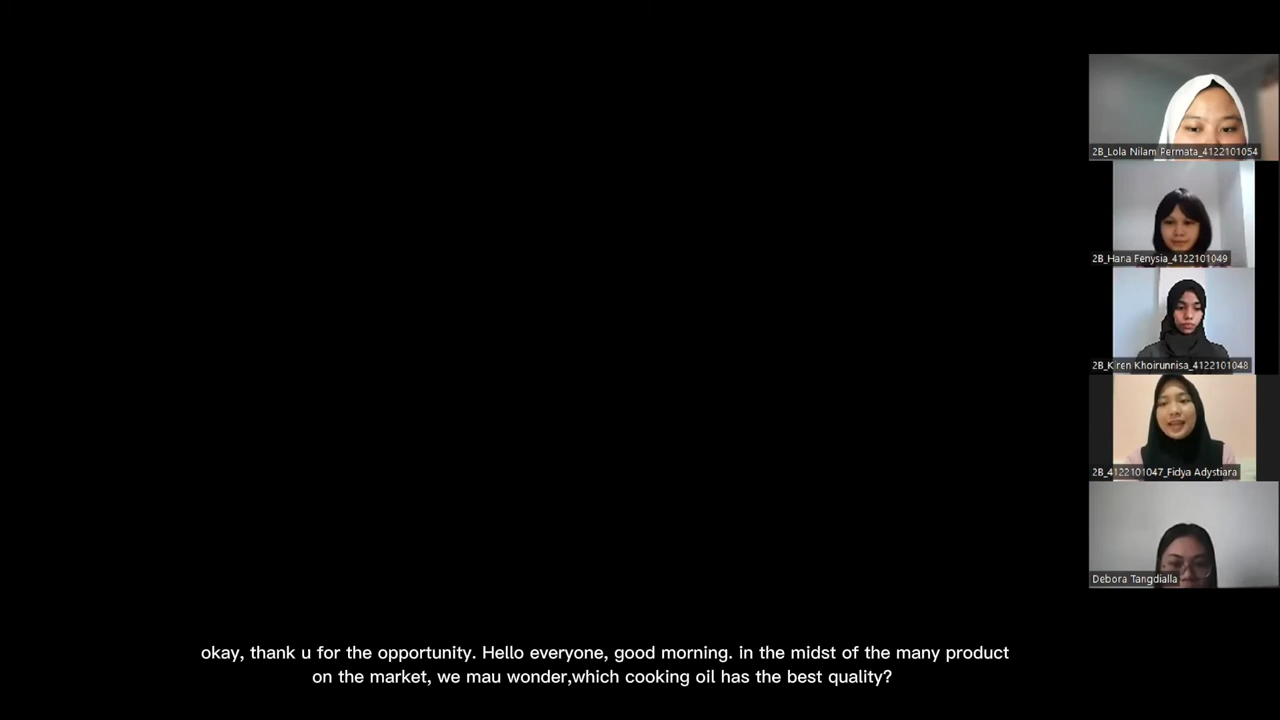 2B_Lola Nilam Permata_4122101054
2B_Hana Fenysia_4122101049
2B_Kiren Khoirunnisa_4122101048
2B_4122101047_Fidya Adystiara
Debora Tangdialla
okay, thank u for the opportunity. Hello everyone, good morning. in the midst of the many product
on the market, we mau wonder,which cooking oil has the best quality?